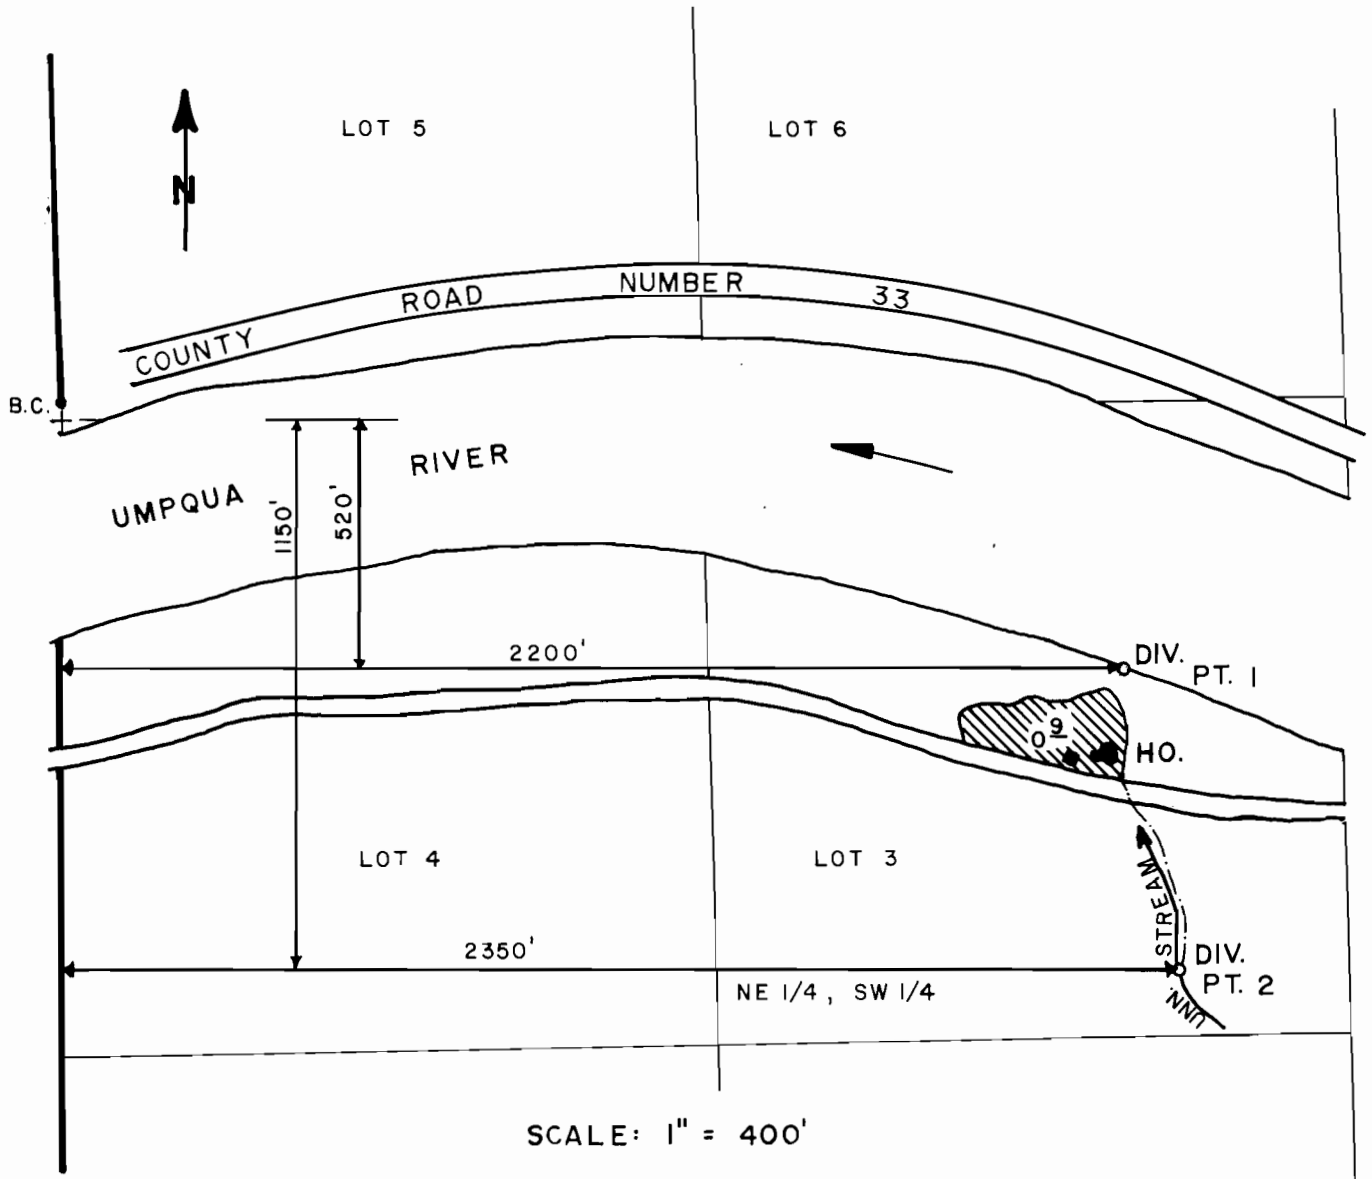 LOT 5
LOT 6
N
COUNTY ROAD NUMBER 33
B.C.
UMPQUA RIVER
1150'
520'
2200'
DIV.
PT. 1
0 9
HO.
LOT 4
LOT 3
UNN. STREAM
2350'
DIV.
PT. 2
NE 1/4, SW 1/4
SCALE: 1" = 400'